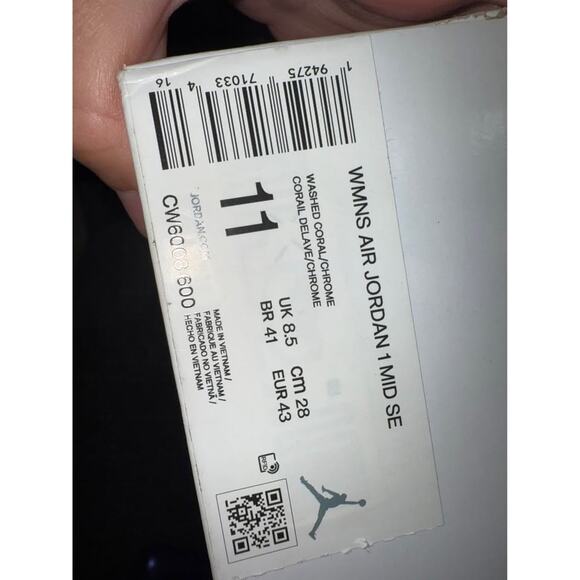 WMNS AIR JORDAN 1 MID SE
WASHED CORAL/CHROME
CORAIL DELAVE/CHROME
UK 8.5 cm 28
BR 41 EUR 43
11
1 94275 71033 4 16
JORDAN.COM
CW6008 600
MADE IN VIETNAM /
FABRIQUE AU VIETNAM /
FABRICADO NO VIETNÃ /
HECHO EN VIETNAM
RFID